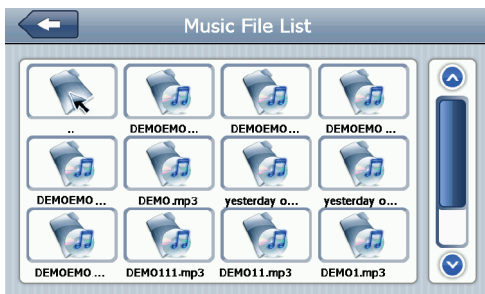 Music File List
..
DEMOEMO...
DEMOEMO...
DEMOEMO ...
DEMOEMO ...
DEMO.mp3
yesterday o...
yesterday o...
DEMOEMO ...
DEMO111.mp3
DEMO11.mp3
DEMO1.mp3